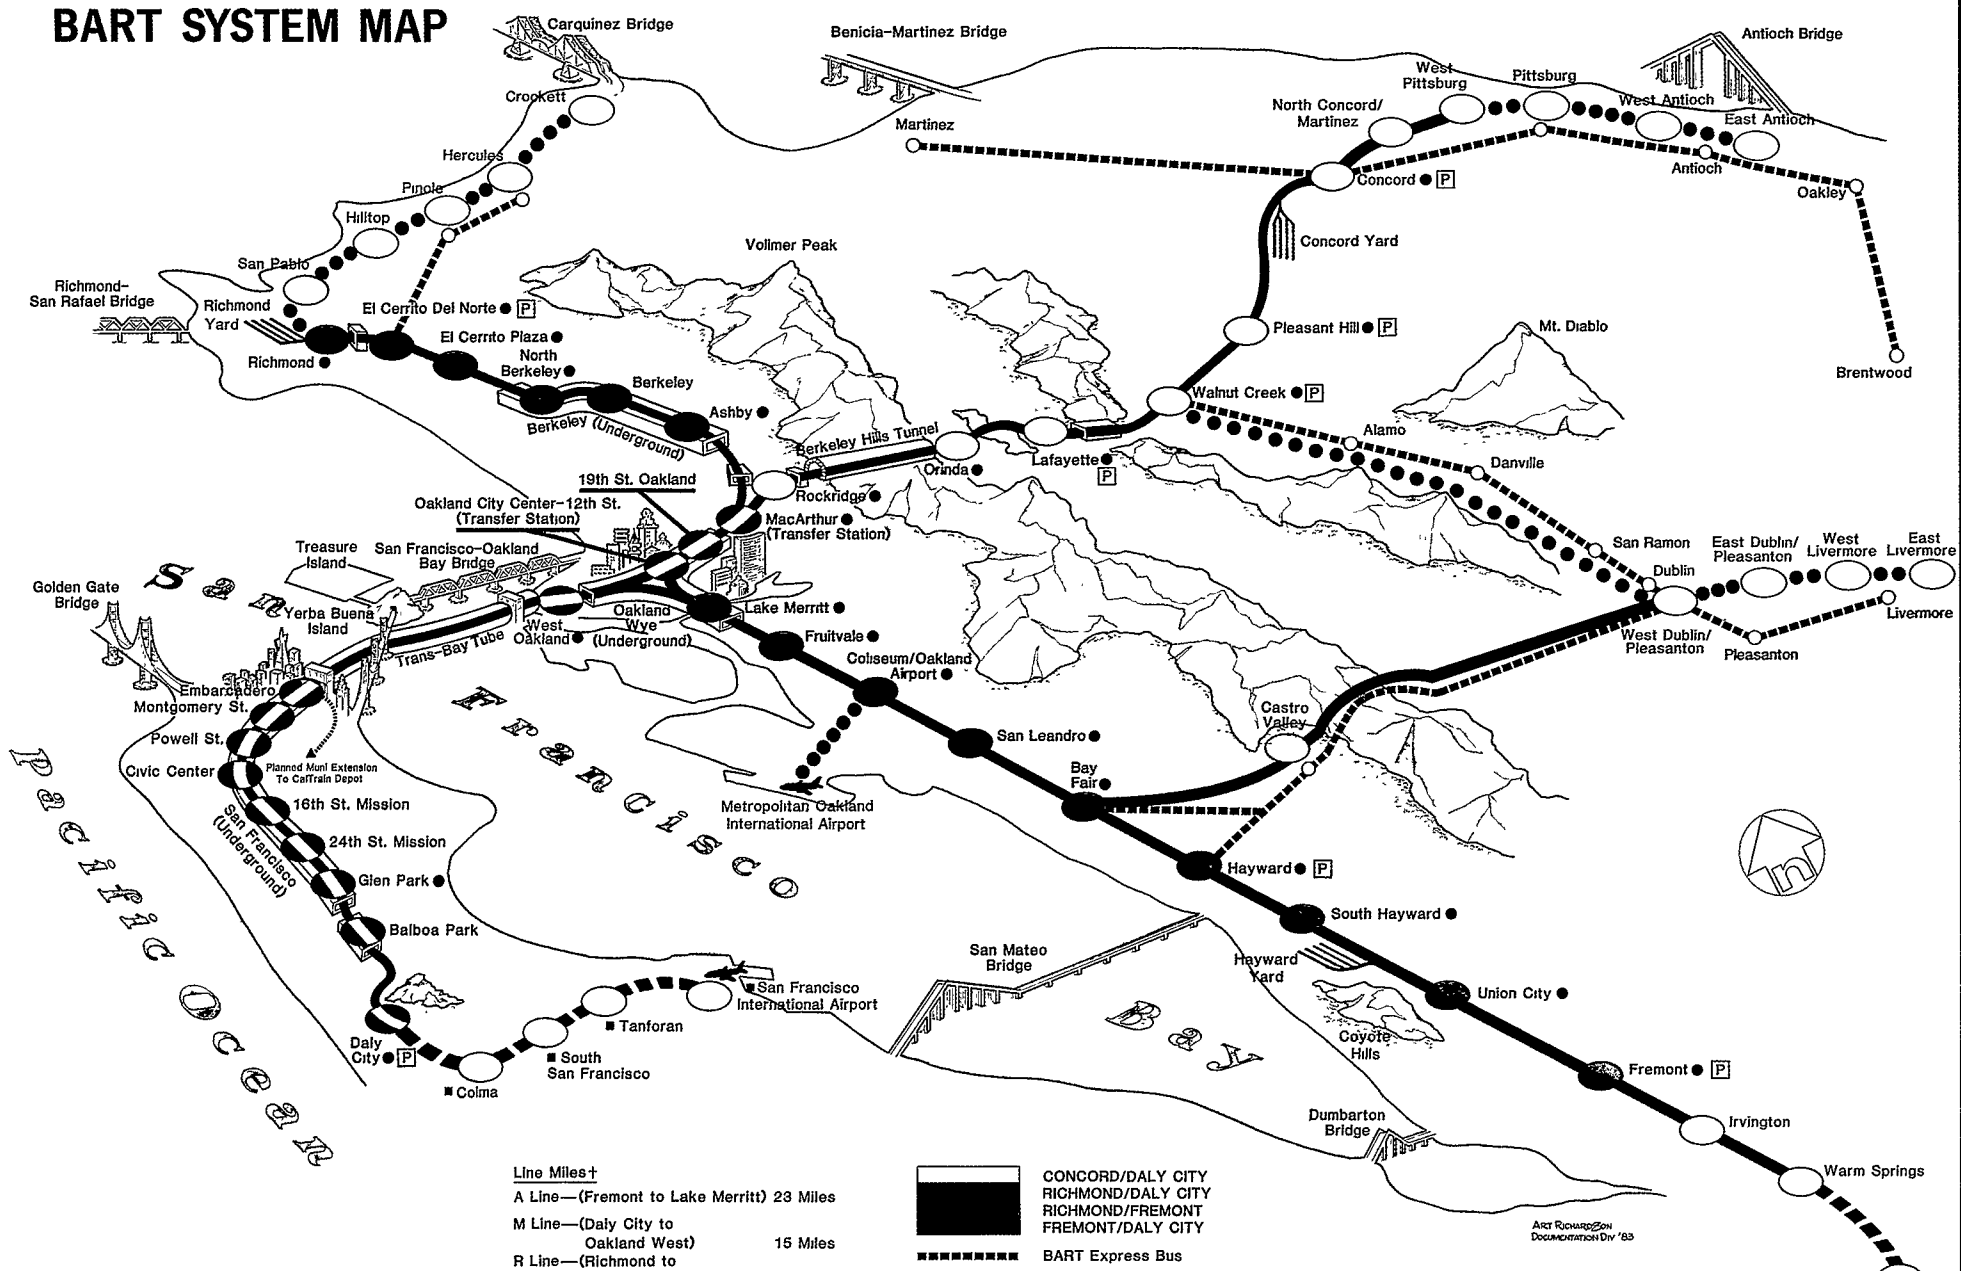 BART SYSTEM MAP
Carquinez Bridge
Benicia-Martinez Bridge
Antioch Bridge
Crockett
Hercules
Pinole
Hilltop
San Pablo
Martinez
North Concord/
Martinez
West
Pittsburg
Pittsburg
West Antioch
East Antioch
Antioch
Oakley
Brentwood
Concord P
Concord Yard
Richmond-
San Rafael Bridge
Richmond
Yard
Richmond
El Cerrito Del Norte P
El Cerrito Plaza
North
Berkeley
Berkeley
Ashby
Berkeley (Underground)
Vollmer Peak
Pleasant Hill P
Mt. Diablo
Walnut Creek P
Alamo
Danville
San Ramon
Dublin
Berkeley Hills Tunnel
Orinda
Lafayette
P
Rockridge
19th St. Oakland
Oakland City Center-12th St.
(Transfer Station)
MacArthur
(Transfer Station)
East Dublin/
Pleasanton
West
Livermore
East
Livermore
Livermore
West Dublin/
Pleasanton
Pleasanton
Treasure
Island
San Francisco-Oakland
Bay Bridge
Golden Gate
Bridge
Yerba Buena
Island
Trans-Bay Tube
West
Oakland
Oakland
Wye
(Underground)
Lake Merritt
Fruitvale
Coliseum/Oakland
Airport
San Leandro
Bay
Fair
Castro
Valley
Metropolitan Oakland
International Airport
Embarcadero
Montgomery St.
Powell St.
Civic Center
Planned Muni Extension
To CalTrain Depot
16th St. Mission
24th St. Mission
San Francisco
(Underground)
Glen Park
Balboa Park
Daly
City P
Colma
South
San Francisco
Tanforan
San Francisco
International Airport
San Francisco
Bay
Pacific Ocean
Hayward P
South Hayward
Hayward
Yard
Union City
San Mateo
Bridge
Coyote
Hills
Fremont P
Irvington
Warm Springs
Dumbarton
Bridge
n
Line Miles†
A Line—(Fremont to Lake Merritt) 23 Miles
M Line—(Daly City to
Oakland West) 15 Miles
R Line—(Richmond to
CONCORD/DALY CITY
RICHMOND/DALY CITY
RICHMOND/FREMONT
FREMONT/DALY CITY
BART Express Bus
ART RICHARDSON
DOCUMENTATION DIV '83